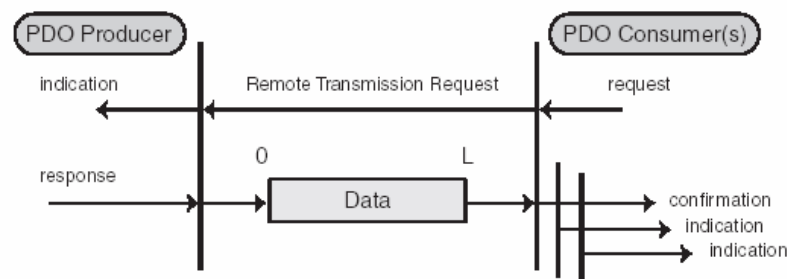 PDO Producer PDO Consumer(s)
indication Remote Transmission Request request
0 L
response Data
confirmation
indication
indication